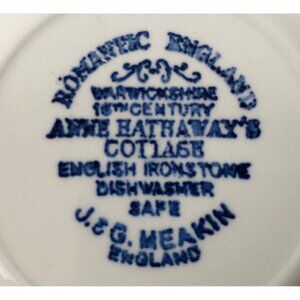 ROMANTIC ENGLAND
WARWICKSHIRE
16TH CENTURY
ANNE HATHAWAY'S
COTTAGE
ENGLISH IRONSTONE
DISHWASHER
SAFE
J.&G. MEAKIN
ENGLAND